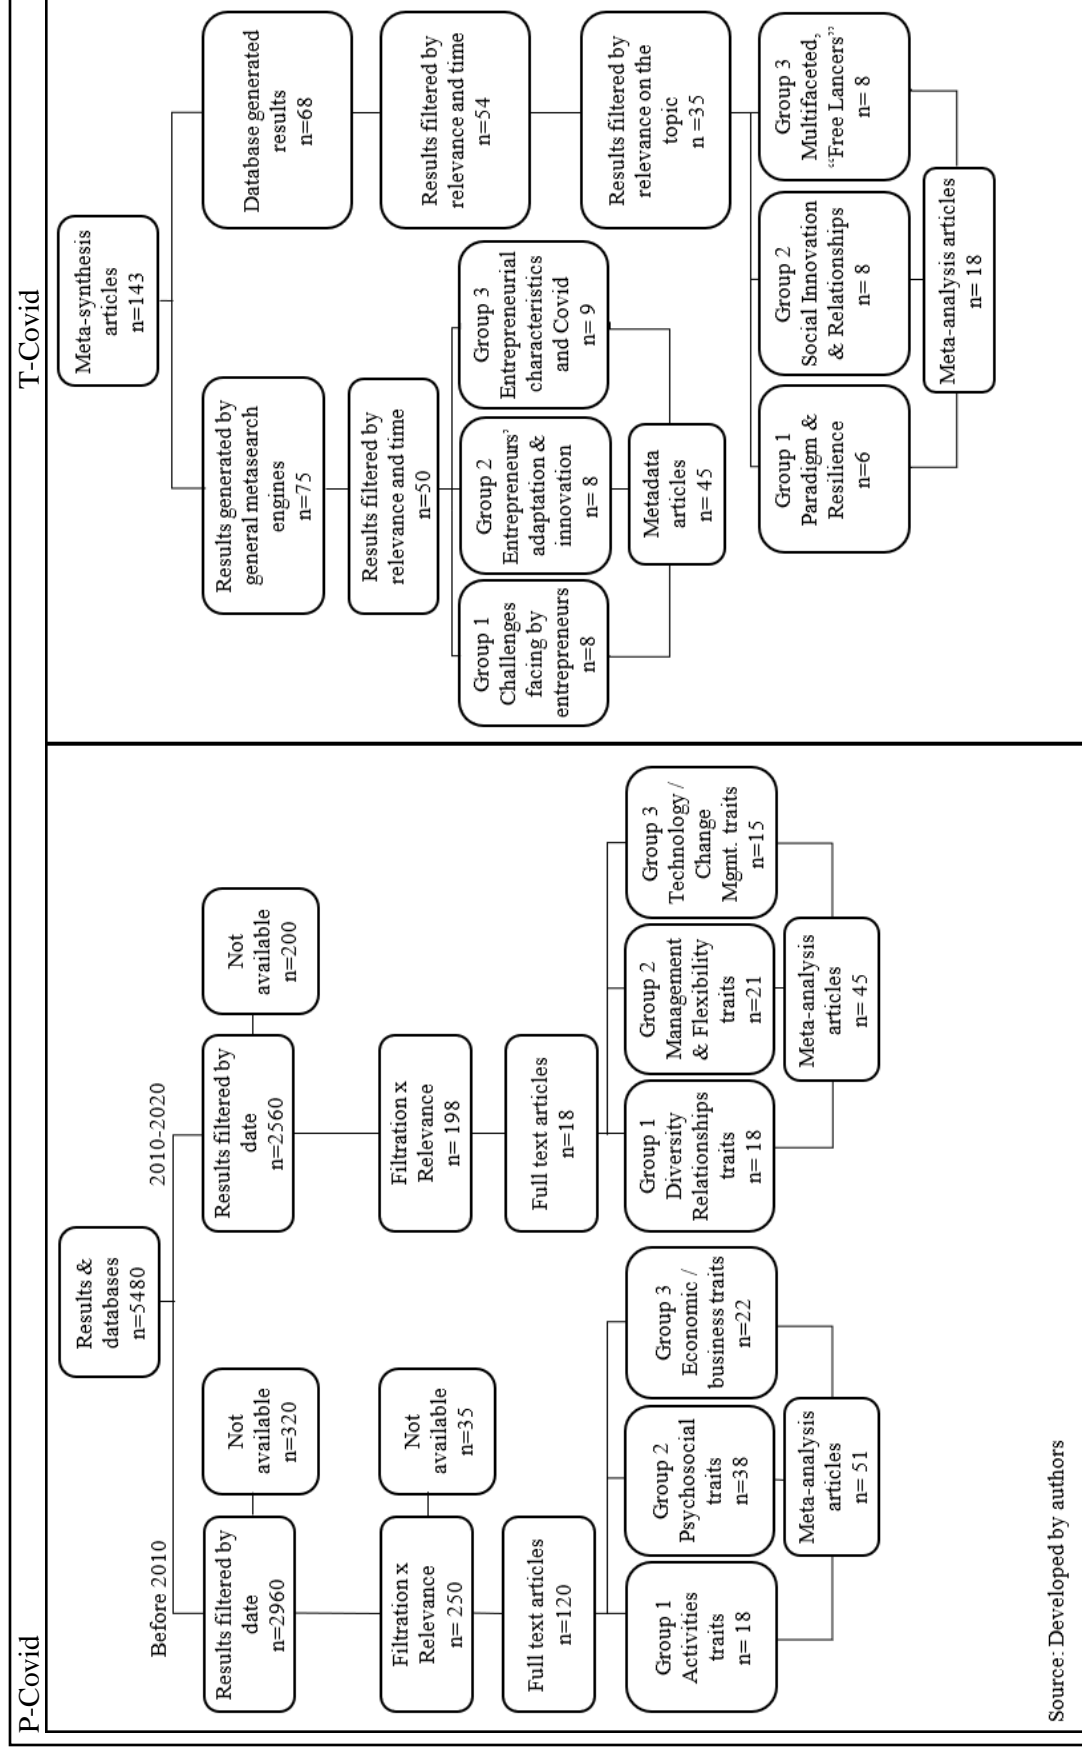 P-Covid
T-Covid
Results &
databases
n=5480
Before 2010
2010-2020
Results filtered by
date
n=2960
Not
available
n=320
Filtration x
Relevance
n= 250
Not
available
n=35
Full text articles
n=120
Group 1
Activities
traits
n= 18
Group 2
Psychosocial
traits
n=38
Group 3
Economic /
business traits
n=22
Meta-analysis
articles
n= 51
Results filtered by
date
n=2560
Not
available
n=200
Filtration x
Relevance
n= 198
Full text articles
n=18
Group 1
Diversity
Relationships
traits
n= 18
Group 2
Management
& Flexibility
traits
n=21
Group 3
Technology /
Change
Mgmt. traits
n=15
Meta-analysis
articles
n= 45
Meta-synthesis
articles
n=143
Results generated by
general metasearch
engines
n=75
Results filtered by
relevance and time
n=50
Group 1
Challenges
facing by
entrepreneurs
n=8
Group 2
Entrepreneurs’
adaptation &
innovation
n= 8
Group 3
Entrepreneurial
characteristics
and Covid
n= 9
Metadata
articles
n= 45
Database generated
results
n=68
Results filtered by
relevance and time
n=54
Results filtered by
relevance on the
topic
n =35
Group 1
Paradigm &
Resilience
n=6
Group 2
Social Innovation
& Relationships
n= 8
Group 3
Multifaceted,
“Free Lancers”
n= 8
Meta-analysis articles
n= 18
Source: Developed by authors